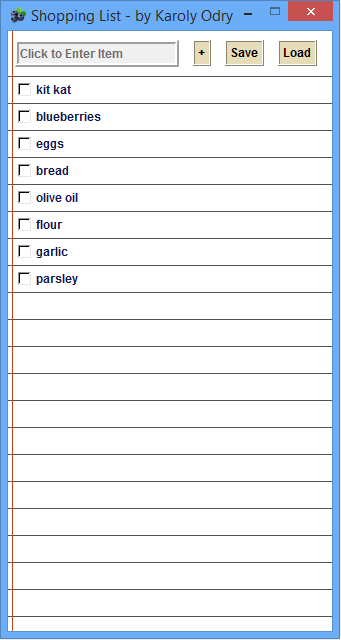 Shopping List - by Karoly Odry
Click to Enter Item + Save Load
kit kat
blueberries
eggs
bread
olive oil
flour
garlic
parsley